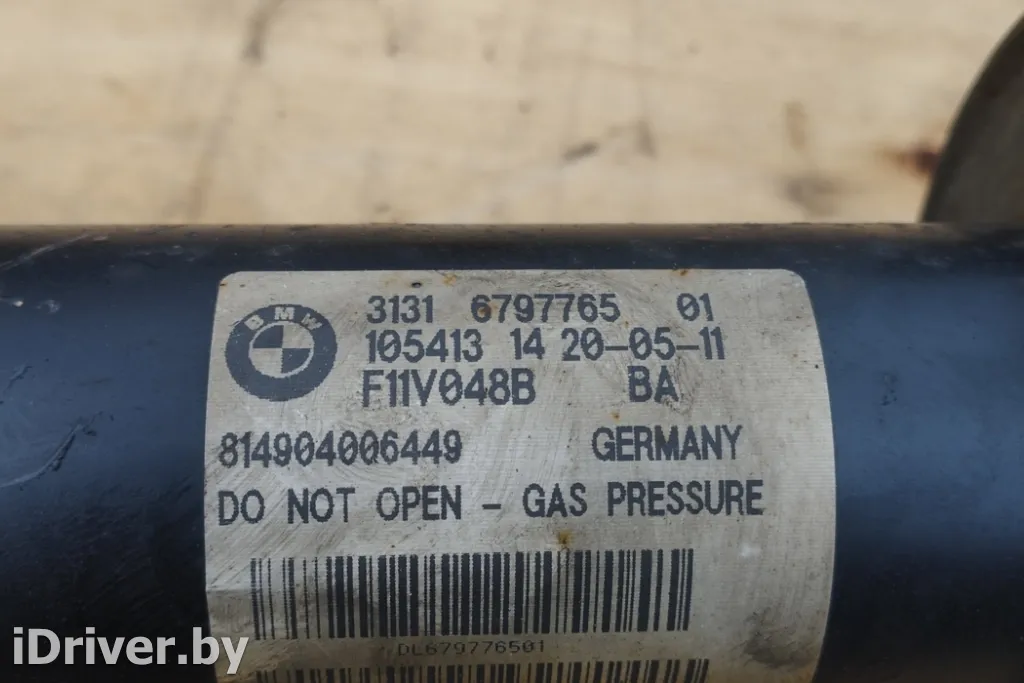 BMW
3131 6797765 01
105413 14 20-05-11
F11V048B BA
814904006449 GERMANY
DO NOT OPEN - GAS PRESSURE
DL679776501
iDriver.by